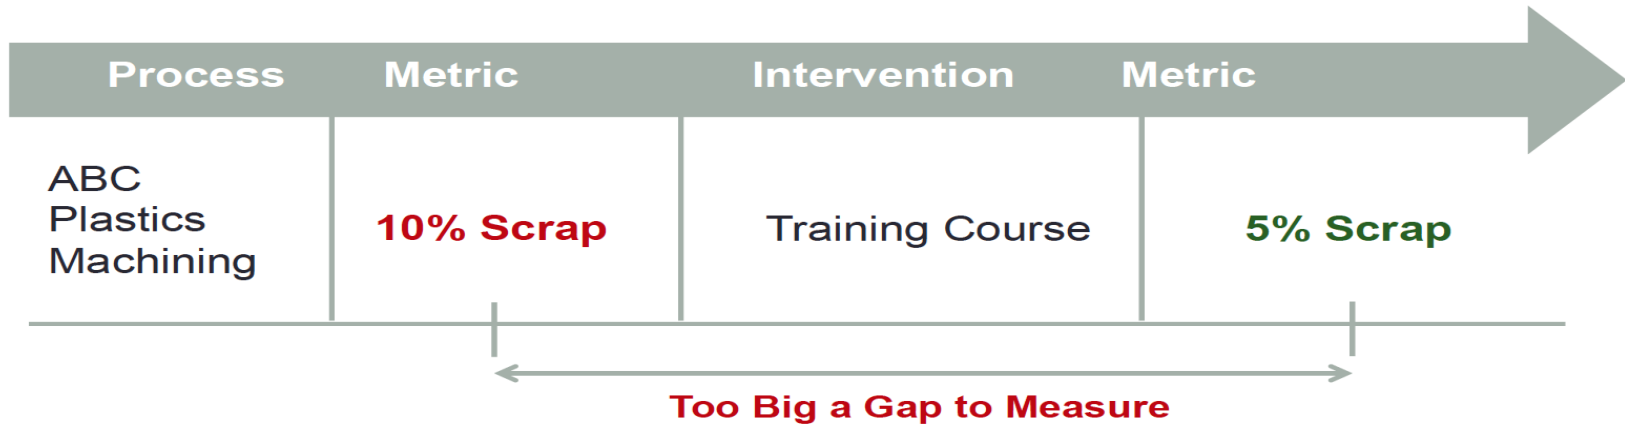 Process Metric Intervention Metric
ABC
Plastics
Machining
10% Scrap
Training Course
5% Scrap
Too Big a Gap to Measure